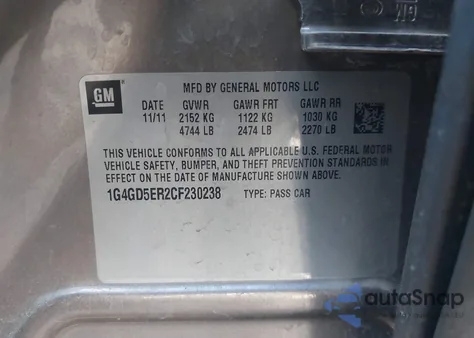 GM
GM
MFD BY GENERAL MOTORS LLC
DATE GVWR GAWR FRT GAWR RR
11/11 2152 KG 1122 KG 1030 KG
4744 LB 2474 LB 2270 LB
THIS VEHICLE CONFORMS TO ALL APPLICABLE U.S. FEDERAL MOTOR
VEHICLE SAFETY, BUMPER, AND THEFT PREVENTION STANDARDS IN
EFFECT ON THE DATE OF MANUFACTURE SHOWN ABOVE.
1G4GD5ER2CF230238 TYPE: PASS CAR
autoSnap